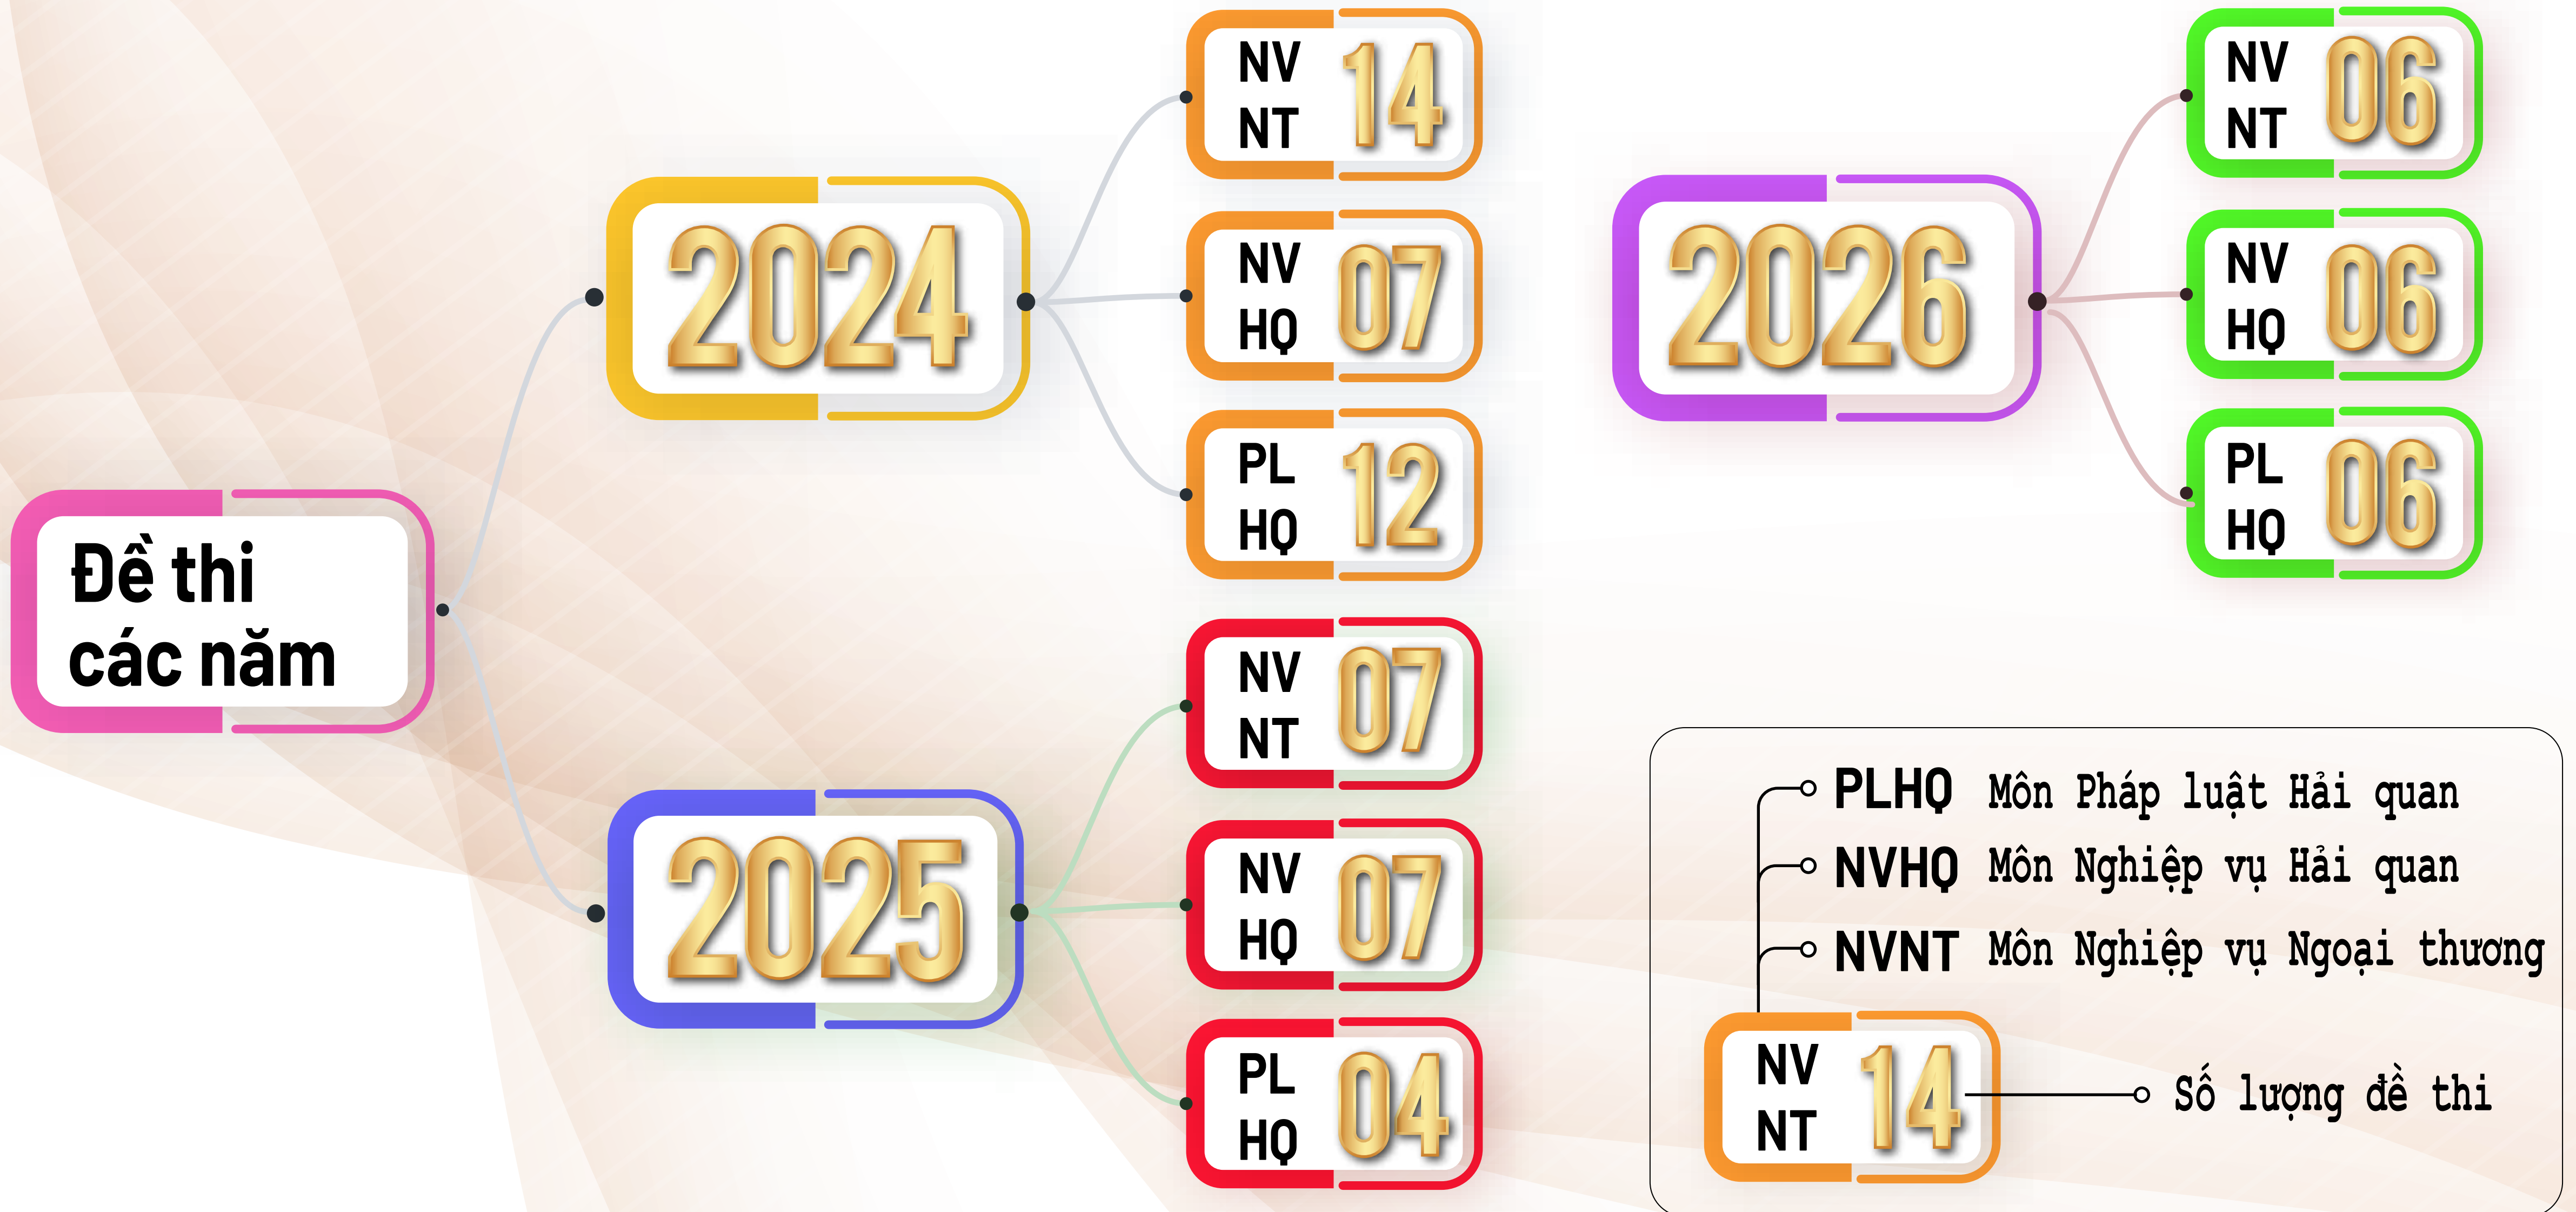 Đề thi
các năm
2024
NV
NT
14
NV
HQ
07
PL
HQ
12
2025
NV
NT
07
NV
HQ
07
PL
HQ
04
2026
NV
NT
06
NV
HQ
06
PL
HQ
06
PLHQ Môn Pháp luật Hải quan
NVHQ Môn Nghiệp vụ Hải quan
NVNT Môn Nghiệp vụ Ngoại thương
NV
NT
14
Số lượng đề thi